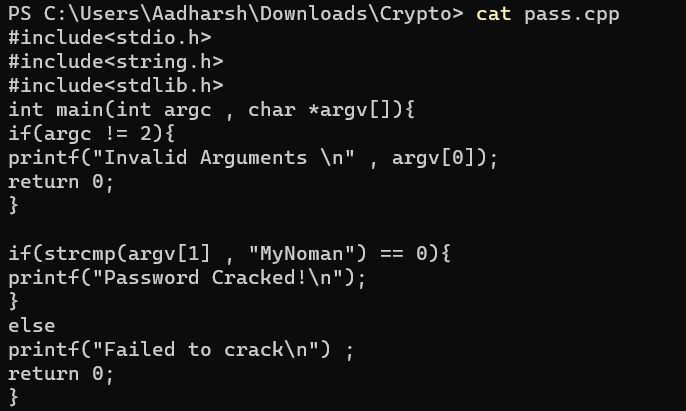 PS C:\Users\Aadharsh\Downloads\Crypto> cat pass.cpp
#include<stdio.h>
#include<string.h>
#include<stdlib.h>
int main(int argc , char *argv[]){
if(argc != 2){
printf("Invalid Arguments \n" , argv[0]);
return 0;
}

if(strcmp(argv[1] , "MyNoman") == 0){
printf("Password Cracked!\n");
}
else
printf("Failed to crack\n") ;
return 0;
}